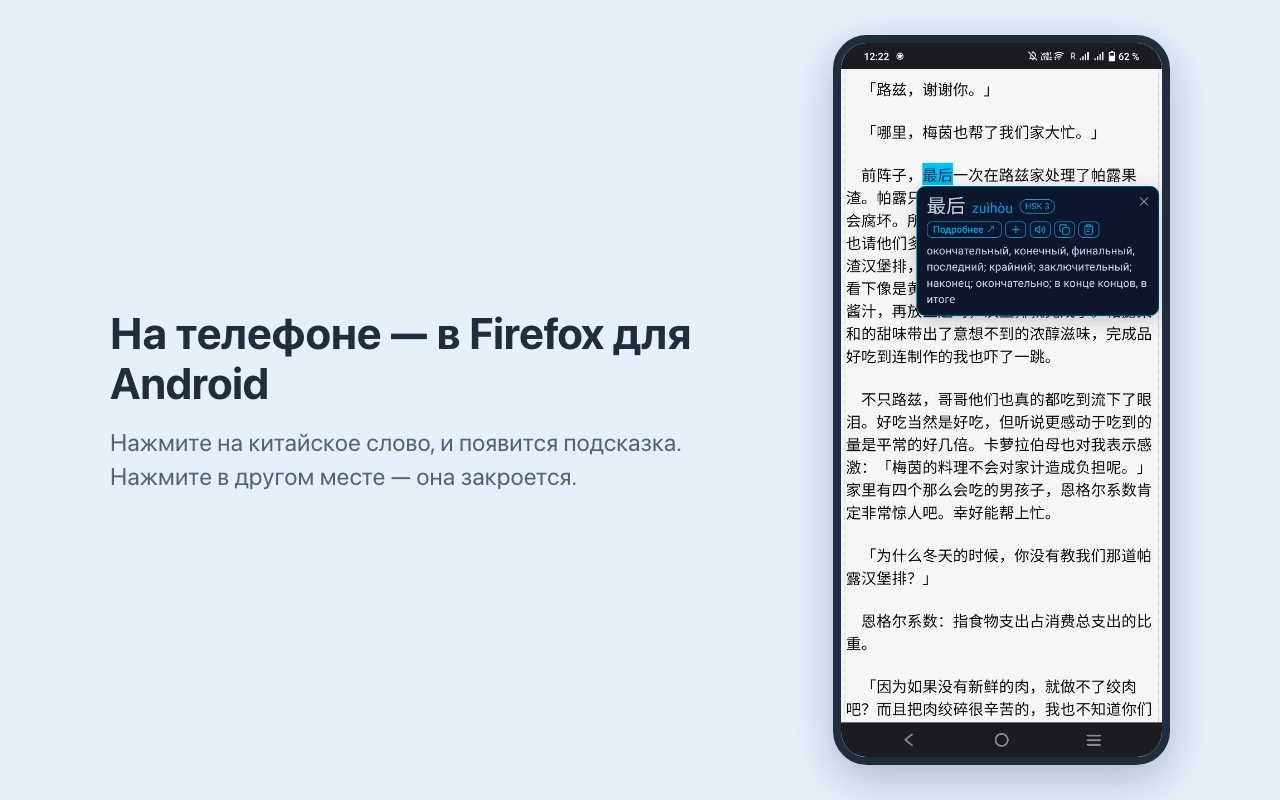 На телефоне — в Firefox для
Android
Нажмите на китайское слово, и появится подсказка.
Нажмите в другом месте — она закроется.
12:22
R
62 %
「路兹，谢谢你。」
「哪里，梅茵也帮了我们家大忙。」
前阵子，最后一次在路兹家处理了帕露果
渣。帕露只
会腐坏。所
也请他们多
渣汉堡排，
看下像是黄
酱汁，再放
最后 zuìhòu HSK 3
Подробнее ↗
окончательный, конечный, финальный,
последний; крайний; заключительный;
наконец; окончательно; в конце концов, в
итоге
和的甜味带出了意想不到的浓醇滋味，完成品
好吃到连制作的我也吓了一跳。
不只路兹，哥哥他们也真的都吃到流下了眼
泪。好吃当然是好吃，但听说更感动于吃到的
量是平常的好几倍。卡萝拉伯母也对我表示感
激：「梅茵的料理不会对家计造成负担呢。」
家里有四个那么会吃的男孩子，恩格尔系数肯
定非常惊人吧。幸好能帮上忙。
「为什么冬天的时候，你没有教我们那道帕
露汉堡排？」
恩格尔系数：指食物支出占消费总支出的比
重。
「因为如果没有新鲜的肉，就做不了绞肉
吧？而且把肉绞碎很辛苦的，我也不知道你们